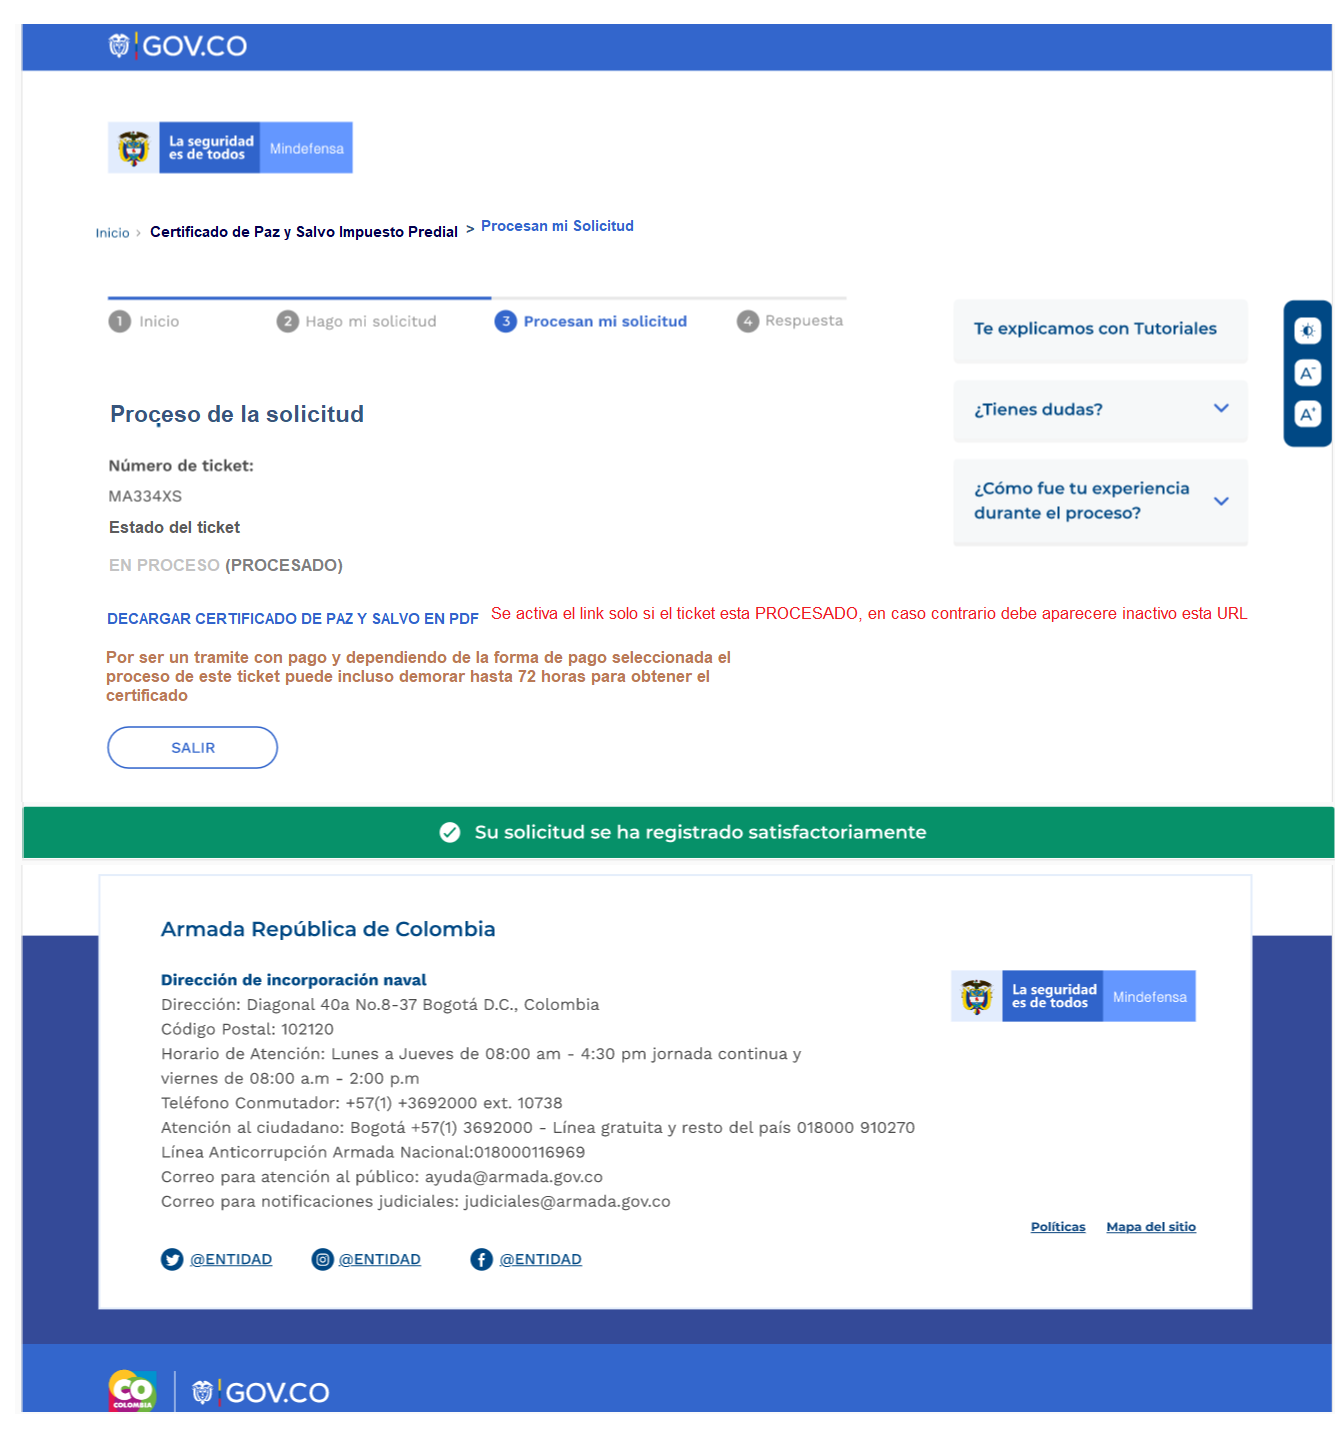 GOV.CO
La seguridad
es de todos
Mindefensa
Inicio > Certificado de Paz y Salvo Impuesto Predial > Procesan mi Solicitud
1 Inicio
2 Hago mi solicitud
3 Procesan mi solicitud
4 Respuesta
Te explicamos con Tutoriales
A-
¿Tienes dudas?
A+
Proceso de la solicitud
Número de ticket:
MA334XS
¿Cómo fue tu experiencia
durante el proceso?
Estado del ticket
EN PROCESO (PROCESADO)
DECARGAR CERTIFICADO DE PAZ Y SALVO EN PDF Se activa el link solo si el ticket esta PROCESADO, en caso contrario debe aparecere inactivo esta URL
Por ser un tramite con pago y dependiendo de la forma de pago seleccionada el
proceso de este ticket puede incluso demorar hasta 72 horas para obtener el
certificado
SALIR
Su solicitud se ha registrado satisfactoriamente
Armada República de Colombia
Dirección de incorporación naval
Dirección: Diagonal 40a No.8-37 Bogotá D.C., Colombia
Código Postal: 102120
Horario de Atención: Lunes a Jueves de 08:00 am - 4:30 pm jornada continua y
viernes de 08:00 a.m - 2:00 p.m
Teléfono Conmutador: +57(1) +3692000 ext. 10738
Atención al ciudadano: Bogotá +57(1) 3692000 - Línea gratuita y resto del país 018000 910270
Línea Anticorrupción Armada Nacional:018000116969
Correo para atención al público: ayuda@armada.gov.co
Correo para notificaciones judiciales: judiciales@armada.gov.co
La seguridad
es de todos
Mindefensa
Políticas
Mapa del sitio
@ENTIDAD
@ENTIDAD
@ENTIDAD
CO
COLOMBIA
GOV.CO